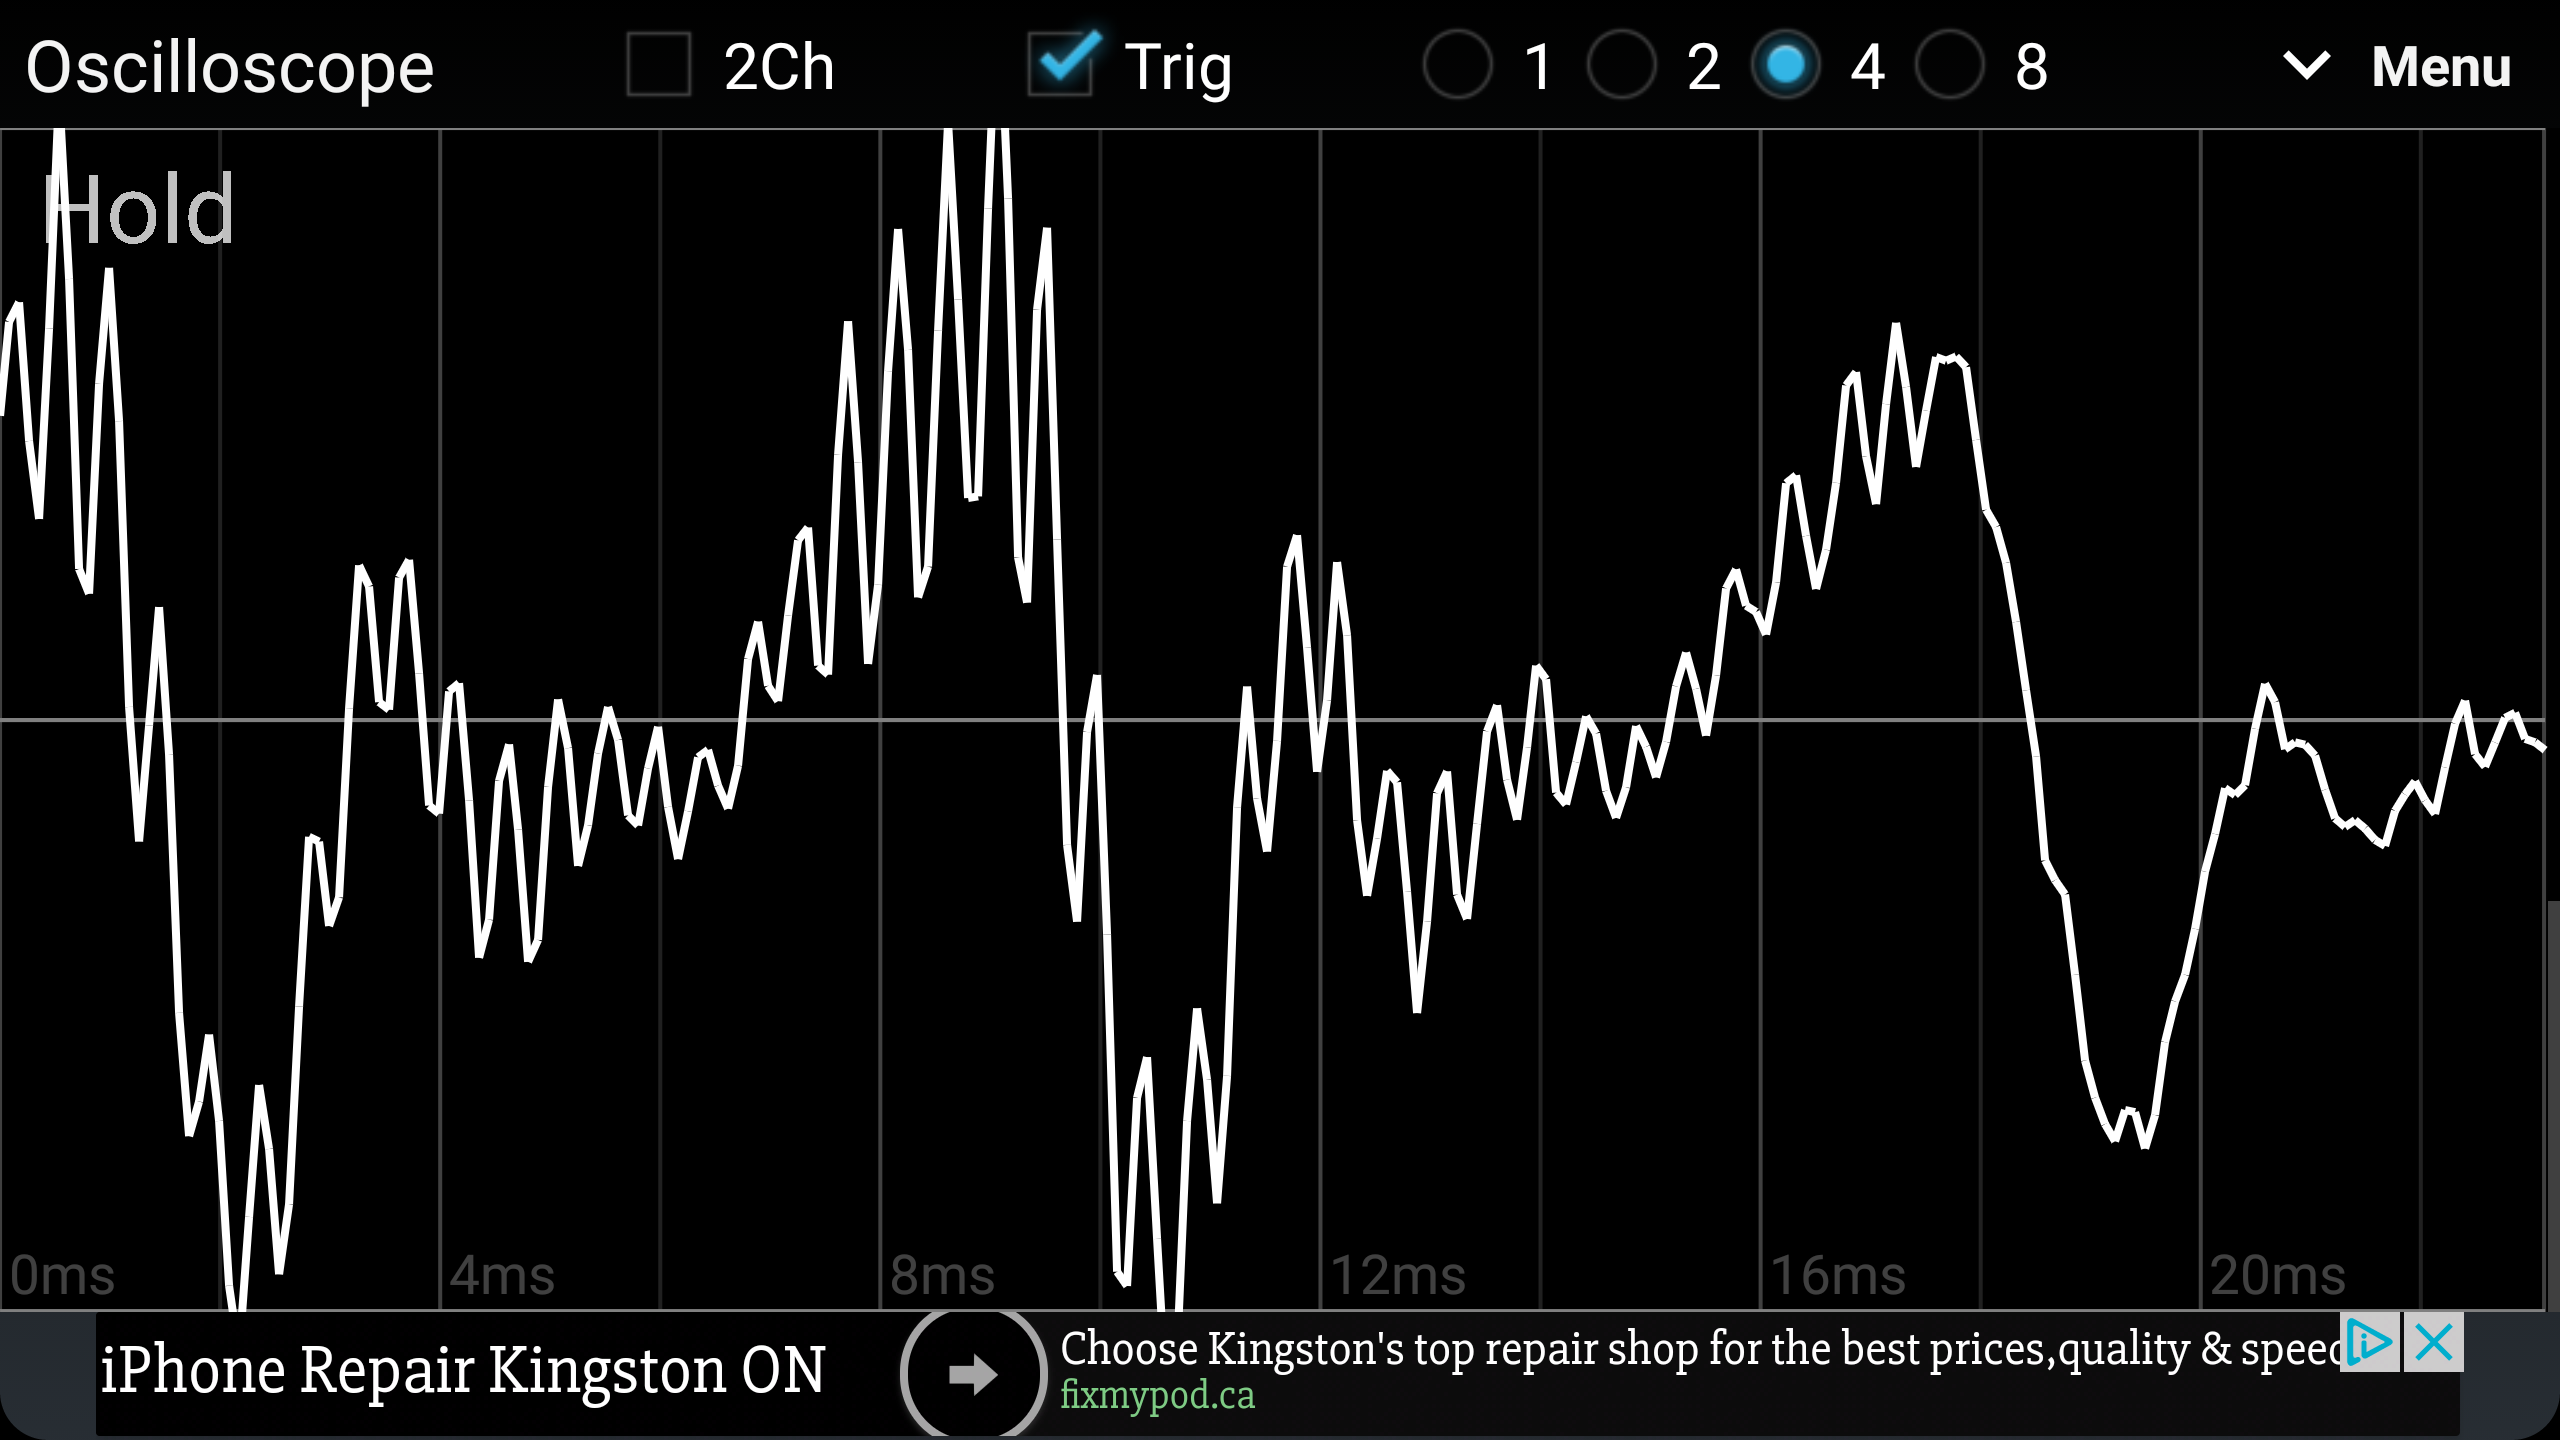 Oscilloscope 2Ch Trig 1 2 4 8 Menu
Hold
0ms 4ms 8ms 12ms 16ms 20ms
iPhone Repair Kingston ON
Choose Kingston's top repair shop for the best prices,quality & speed
fixmypod.ca